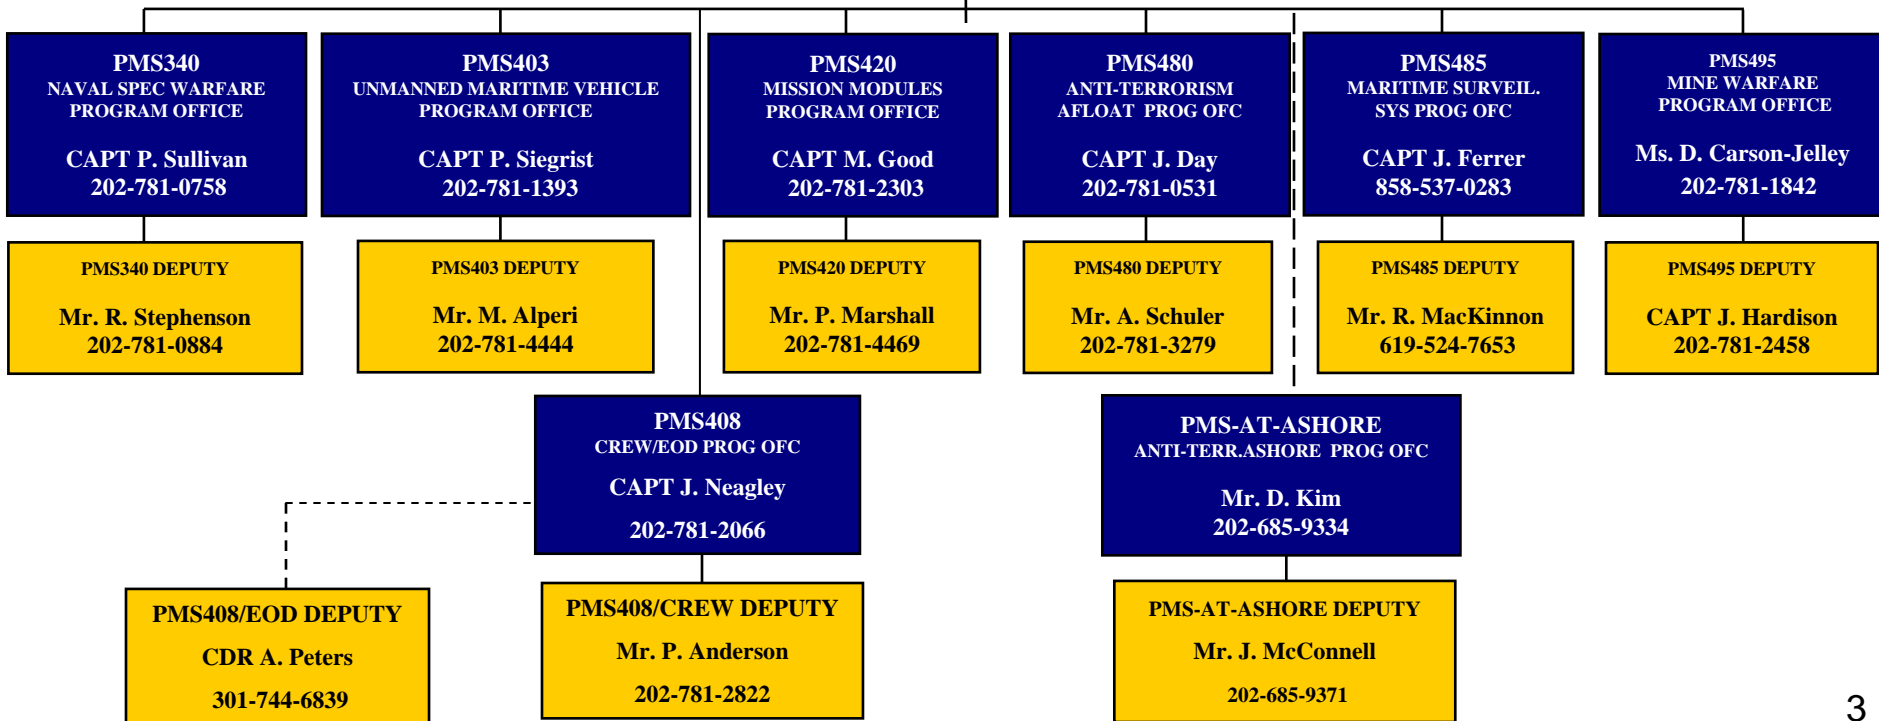 PMS340
NAVAL SPEC WARFARE
PROGRAM OFFICE
CAPT P. Sullivan
202-781-0758
PMS403
UNMANNED MARITIME VEHICLE
PROGRAM OFFICE
CAPT P. Siegrist
202-781-1393
PMS420
MISSION MODULES
PROGRAM OFFICE
CAPT M. Good
202-781-2303
PMS480
ANTI-TERRORISM
AFLOAT PROG OFC
CAPT J. Day
202-781-0531
PMS485
MARITIME SURVEIL.
SYS PROG OFC
CAPT J. Ferrer
858-537-0283
PMS495
MINE WARFARE
PROGRAM OFFICE
Ms. D. Carson-Jelley
202-781-1842
PMS340 DEPUTY
Mr. R. Stephenson
202-781-0884
PMS403 DEPUTY
Mr. M. Alperi
202-781-4444
PMS420 DEPUTY
Mr. P. Marshall
202-781-4469
PMS480 DEPUTY
Mr. A. Schuler
202-781-3279
PMS485 DEPUTY
Mr. R. MacKinnon
619-524-7653
PMS495 DEPUTY
CAPT J. Hardison
202-781-2458
PMS408
CREW/EOD PROG OFC
CAPT J. Neagley
202-781-2066
PMS-AT-ASHORE
ANTI-TERR.ASHORE PROG OFC
Mr. D. Kim
202-685-9334
PMS408/EOD DEPUTY
CDR A. Peters
301-744-6839
PMS408/CREW DEPUTY
Mr. P. Anderson
202-781-2822
PMS-AT-ASHORE DEPUTY
Mr. J. McConnell
202-685-9371
3